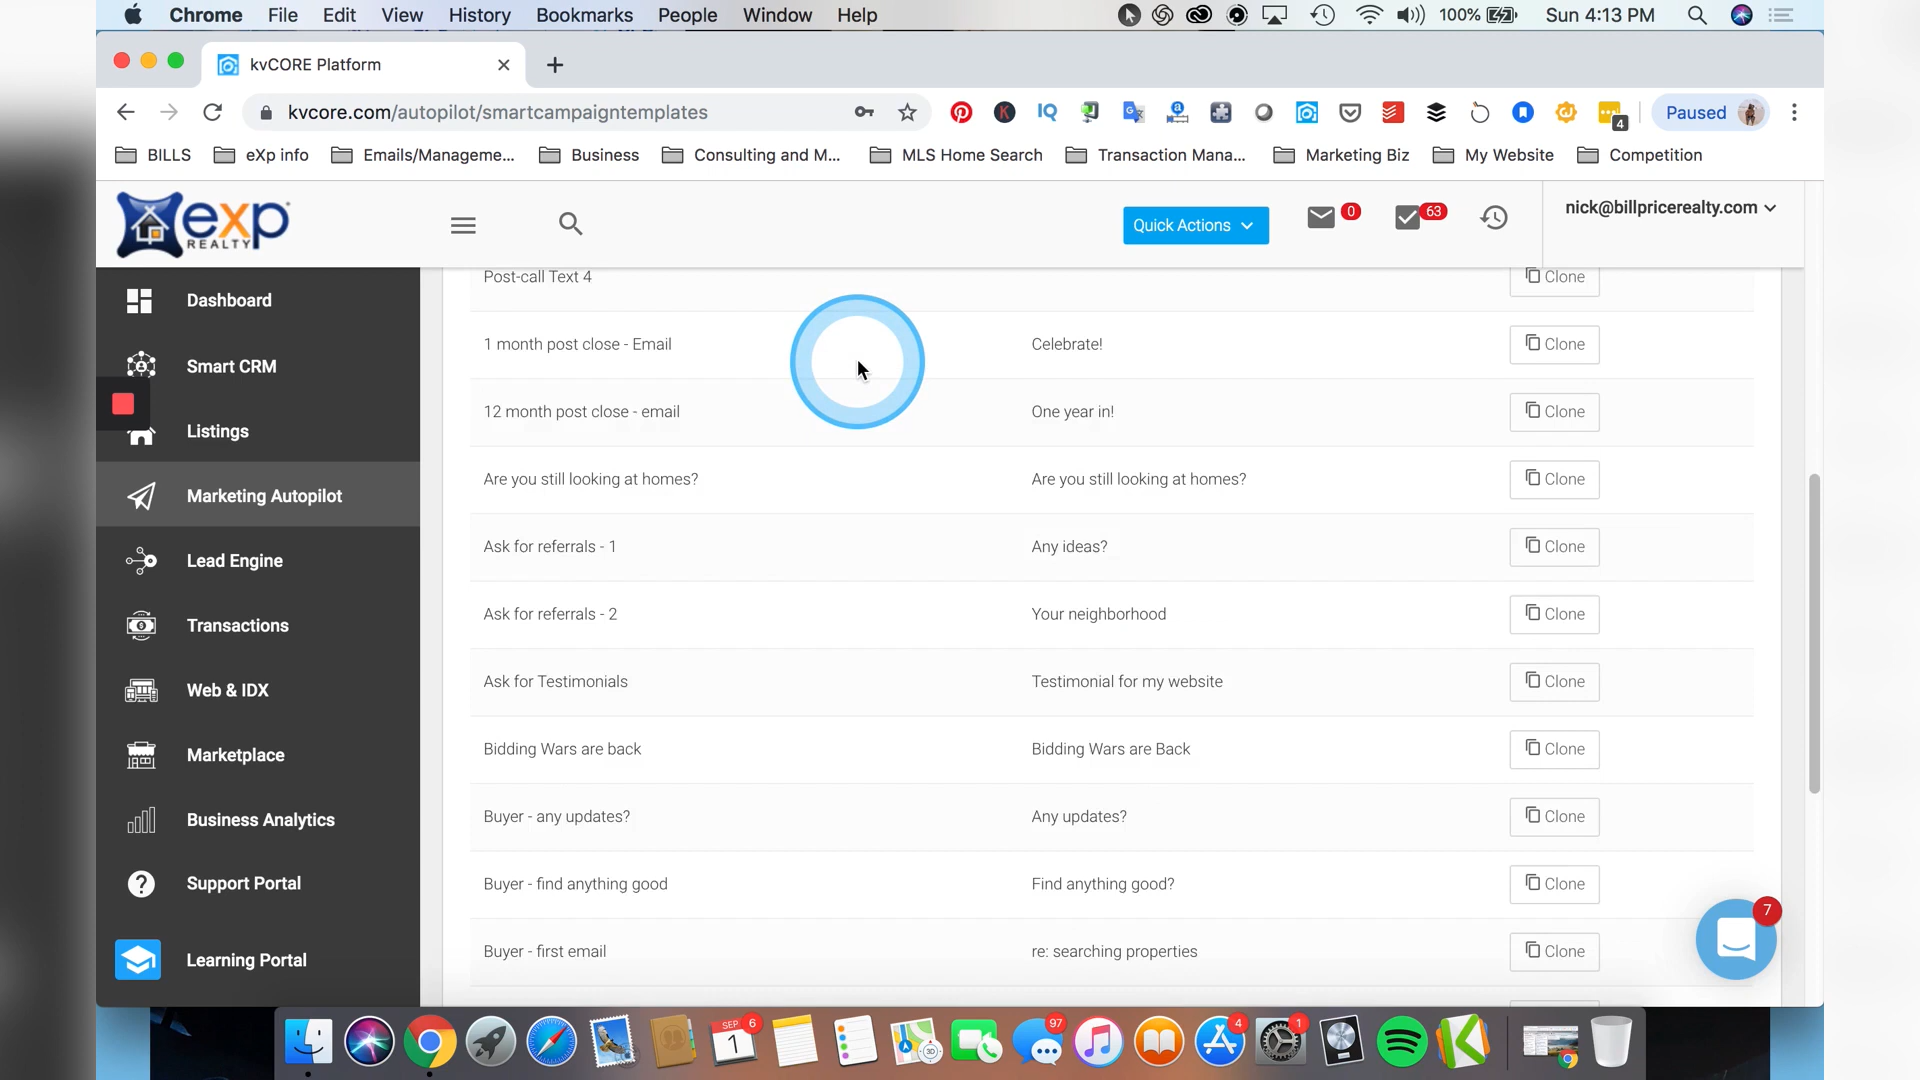 Chrome File Edit View History Bookmarks People Window Help 100% Sun 4:13 PM
kvCORE Platform
kvcore.com/autopilot/smartcampaigntemplates 4 Paused
BILLS eXp info Emails/Manageme... Business Consulting and M... MLS Home Search Transaction Mana... Marketing Biz My Website Competition
exp REALTY Quick Actions 0 63 nick@billpricerealty.com
Dashboard
Smart CRM
Listings
Marketing Autopilot
Lead Engine
Transactions
Web & IDX
Marketplace
Business Analytics
Support Portal
Learning Portal
Post-call Text 4 Clone
1 month post close - Email Celebrate! Clone
12 month post close - email One year in! Clone
Are you still looking at homes? Are you still looking at homes? Clone
Ask for referrals - 1 Any ideas? Clone
Ask for referrals - 2 Your neighborhood Clone
Ask for Testimonials Testimonial for my website Clone
Bidding Wars are back Bidding Wars are Back Clone
Buyer - any updates? Any updates? Clone
Buyer - find anything good Find anything good? Clone
Buyer - first email re: searching properties Clone
7
SEP 1 6 3D 97 4 1